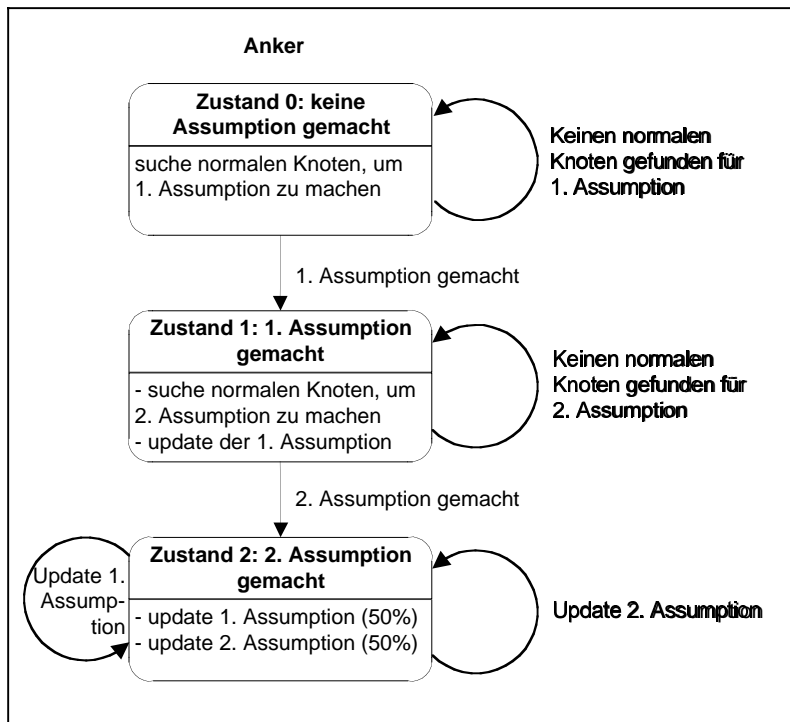 Anker
Zustand 0: keine
Assumption gemacht
suche normalen Knoten, um
1. Assumption zu machen
Keinen normalen
Knoten gefunden für
1. Assumption
1. Assumption gemacht
Zustand 1: 1. Assumption
gemacht
- suche normalen Knoten, um
2. Assumption zu machen
- update der 1. Assumption
Keinen normalen
Knoten gefunden für
2. Assumption
2. Assumption gemacht
Zustand 2: 2. Assumption
gemacht
- update 1. Assumption (50%)
- update 2. Assumption (50%)
Update 1.
Assump-
tion
Update 2. Assumption